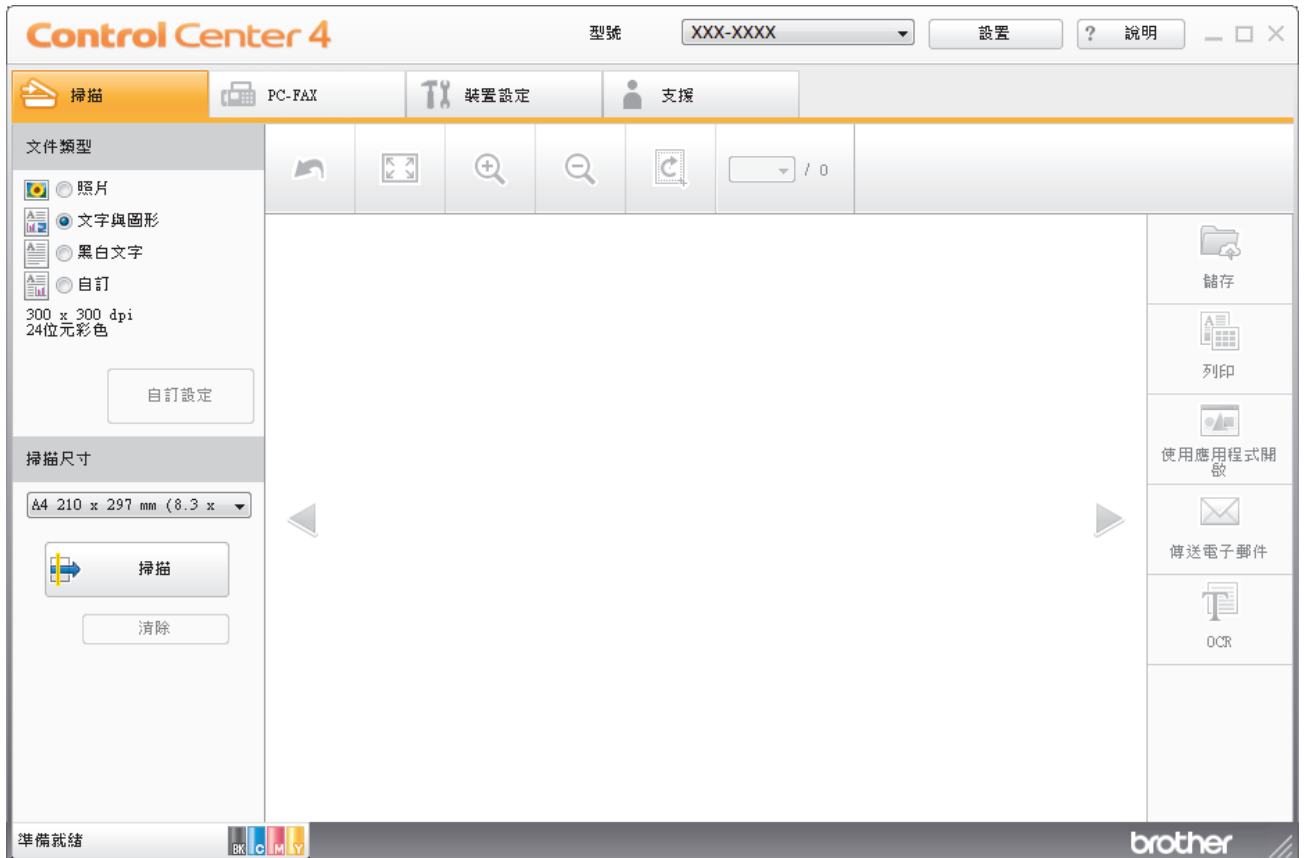 Control Center 4
型號
XXX-XXXX
設置
? 說明
掃描
PC-FAX
裝置設定
支援
文件類型
照片
文字與圖形
黑白文字
自訂
300 x 300 dpi
24位元彩色
自訂設定
/ 0
掃描尺寸
A4 210 x 297 mm (8.3 x
掃描
清除
儲存
列印
使用應用程式開
啟
傳送電子郵件
OCR
準備就緒
BK C M Y
brother